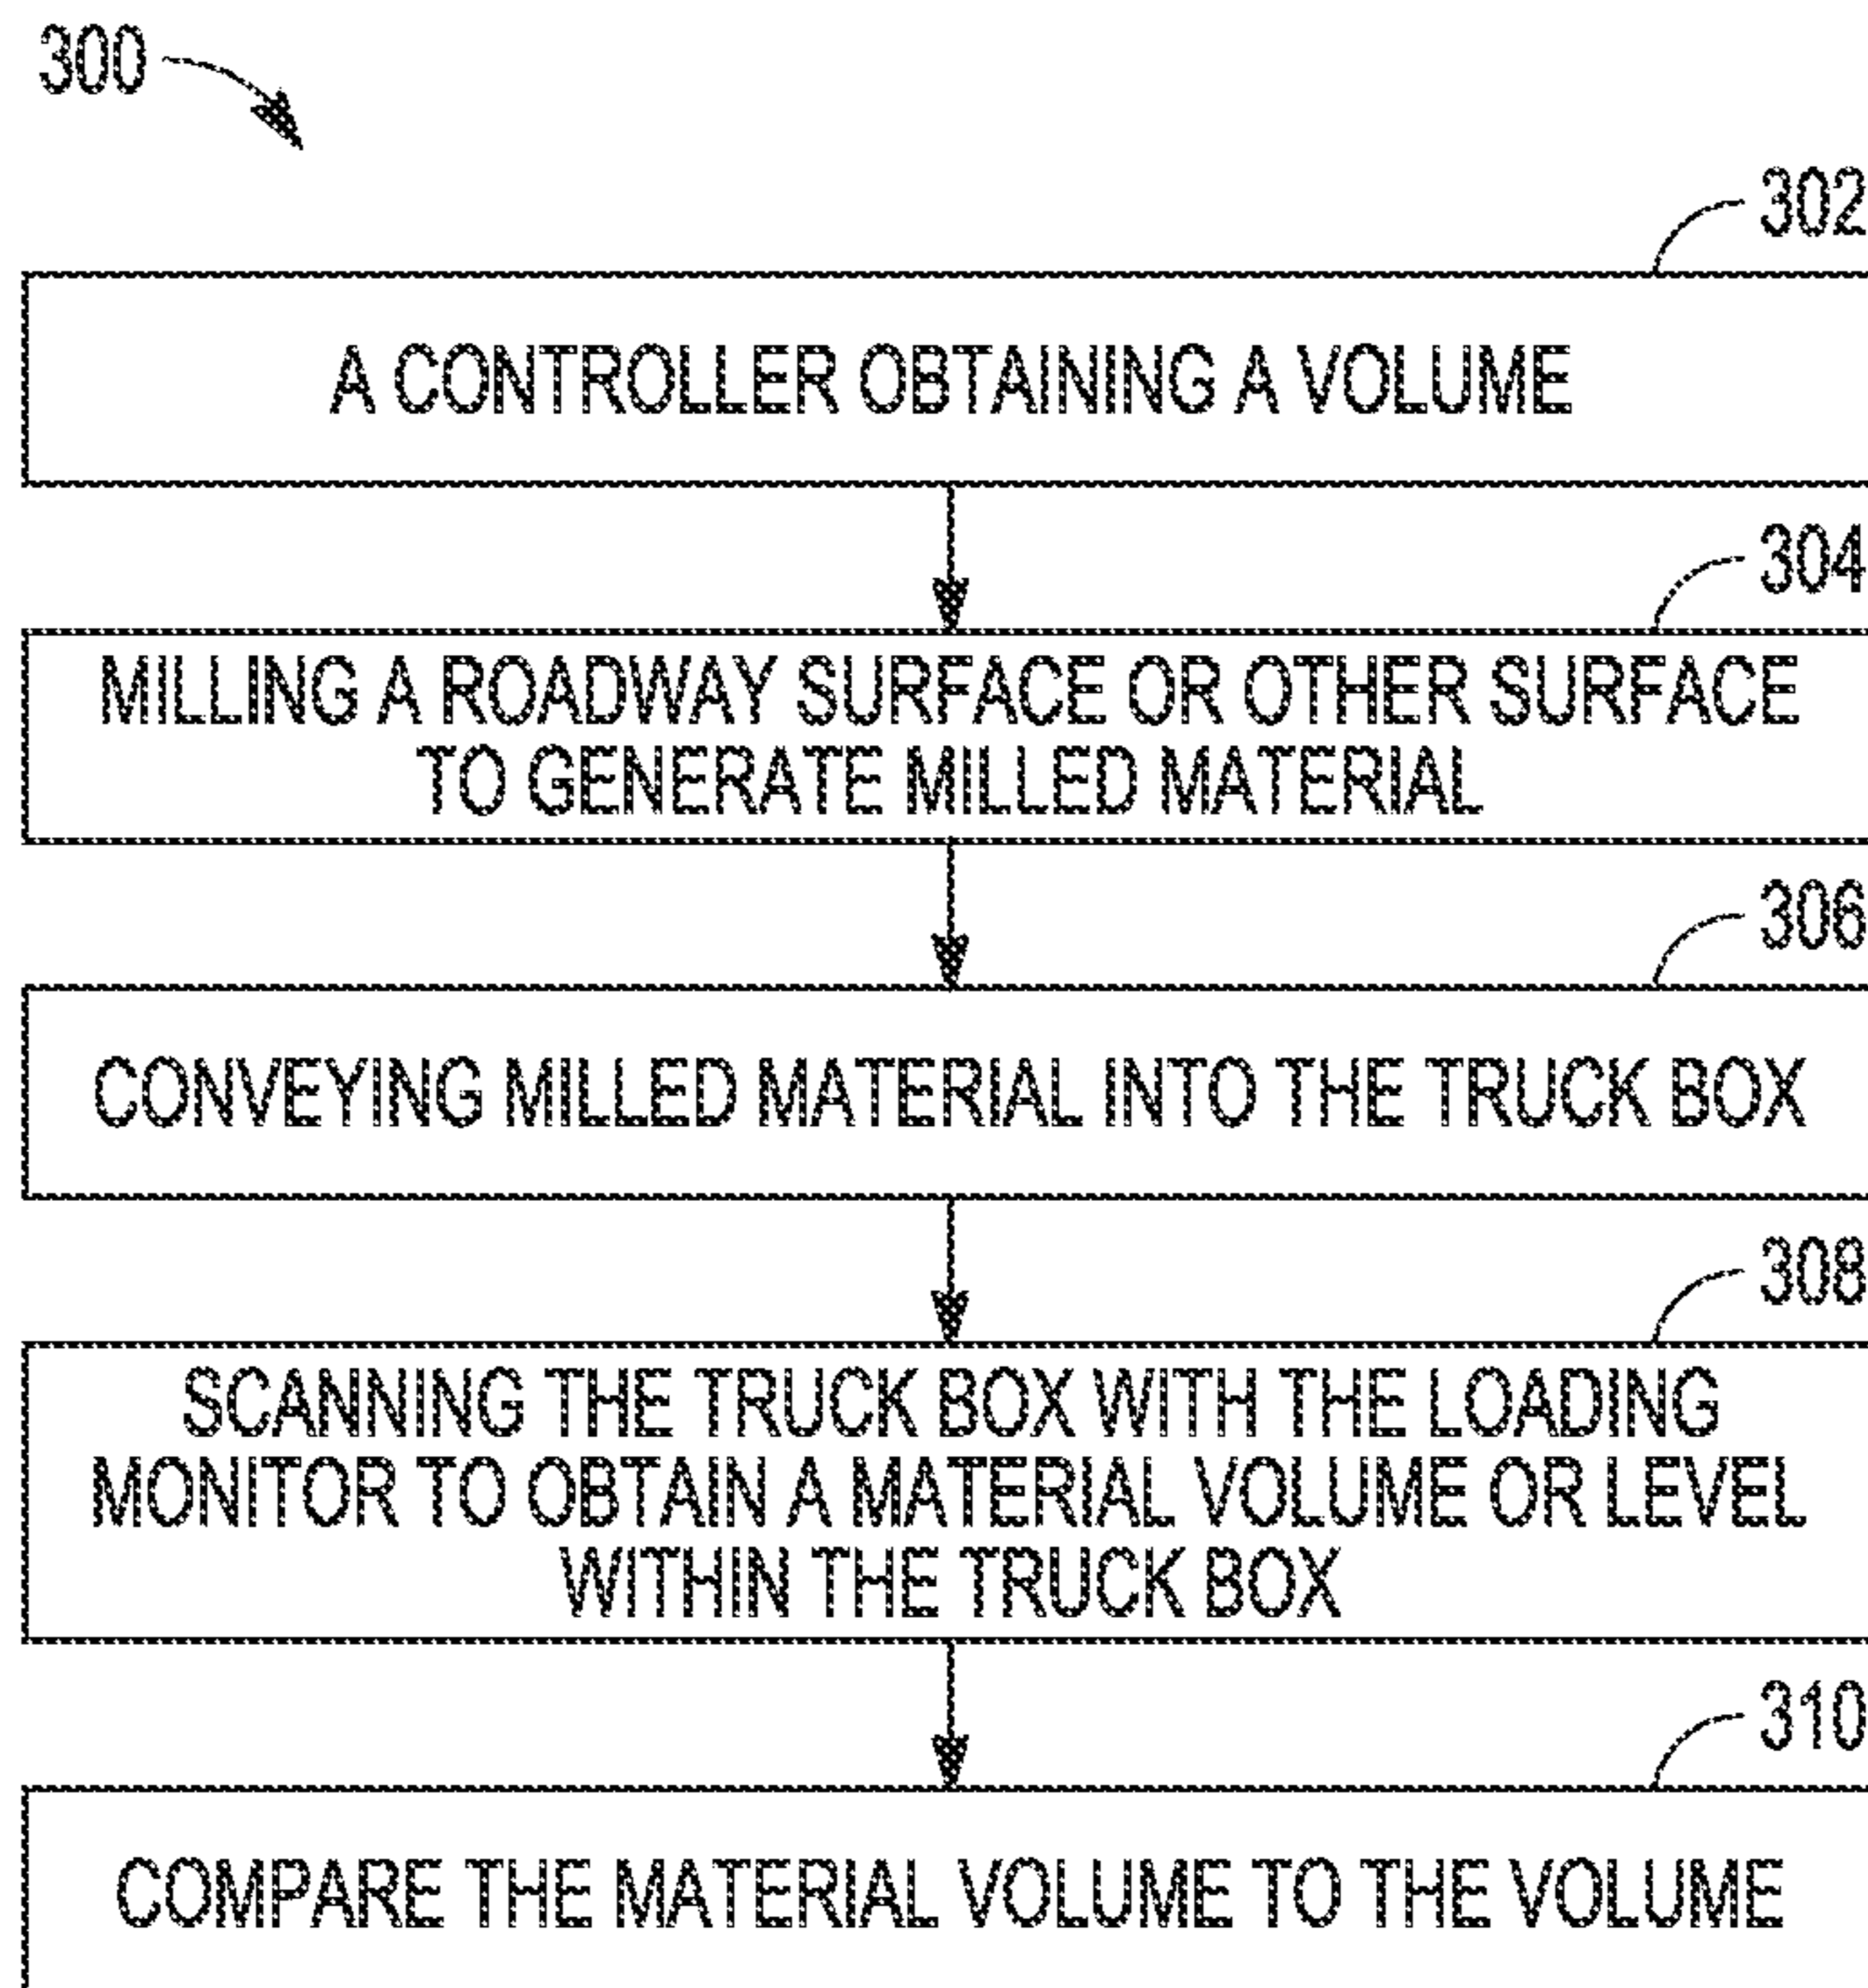 300
302
A CONTROLLER OBTAINING A VOLUME
304
MILLING A ROADWAY SURFACE OR OTHER SURFACE
TO GENERATE MILLED MATERIAL
306
CONVEYING MILLED MATERIAL INTO THE TRUCK BOX
308
SCANNING THE TRUCK BOX WITH THE LOADING
MONITOR TO OBTAIN A MATERIAL VOLUME OR LEVEL
WITHIN THE TRUCK BOX
310
COMPARE THE MATERIAL VOLUME TO THE VOLUME